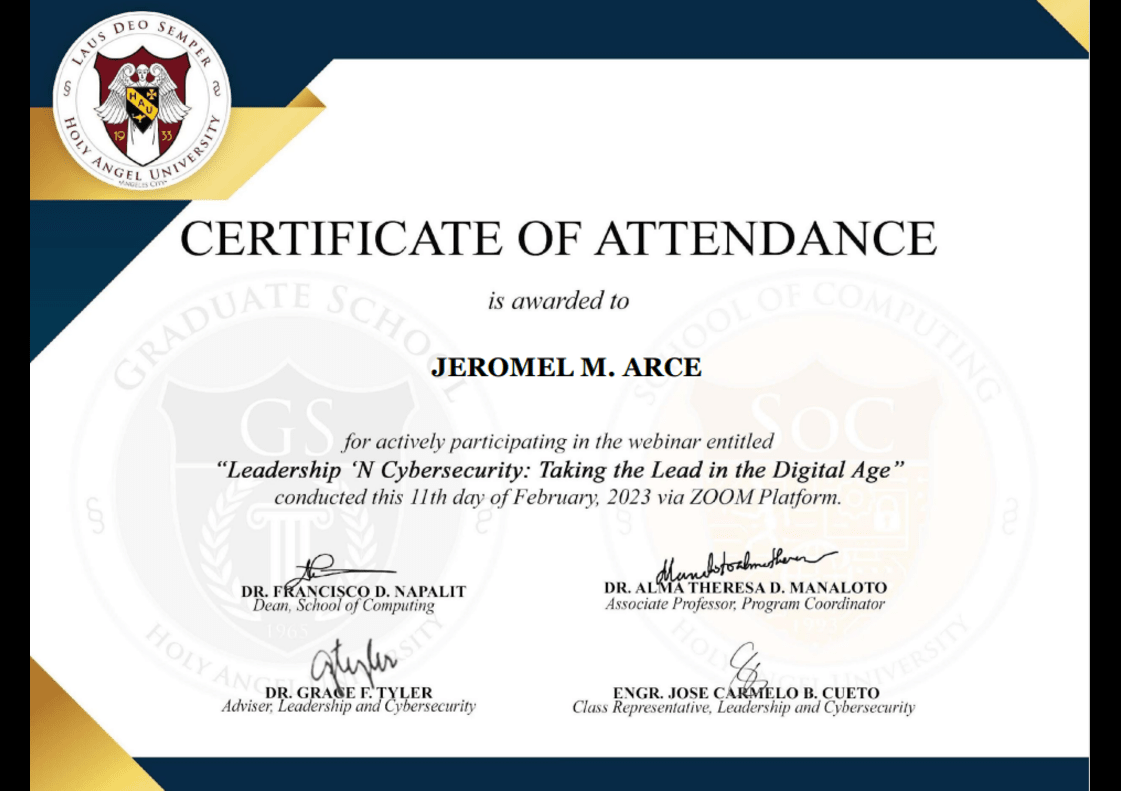 LAUS DEO SEMPER
HAU
19 33
HOLY ANGEL UNIVERSITY
•ANGELES CITY•
CERTIFICATE OF ATTENDANCE
is awarded to
GRADUATE SCHOOL
SCHOOL OF COMPUTING
JEROMEL M. ARCE
GS
SOC
for actively participating in the webinar entitled
“Leadership ‘N Cybersecurity: Taking the Lead in the Digital Age”
conducted this 11th day of February, 2023 via ZOOM Platform.
DR. FRANCISCO D. NAPALIT
Dean, School of Computing
DR. ALMA THERESA D. MANALOTO
Associate Professor, Program Coordinator
1963
HOLY ANGEL UNIVERSITY
HOLY ANGEL UNIVERSITY
DR. GRACE F. TYLER
Adviser, Leadership and Cybersecurity
ENGR. JOSE CARMELO B. CUETO
Class Representative, Leadership and Cybersecurity